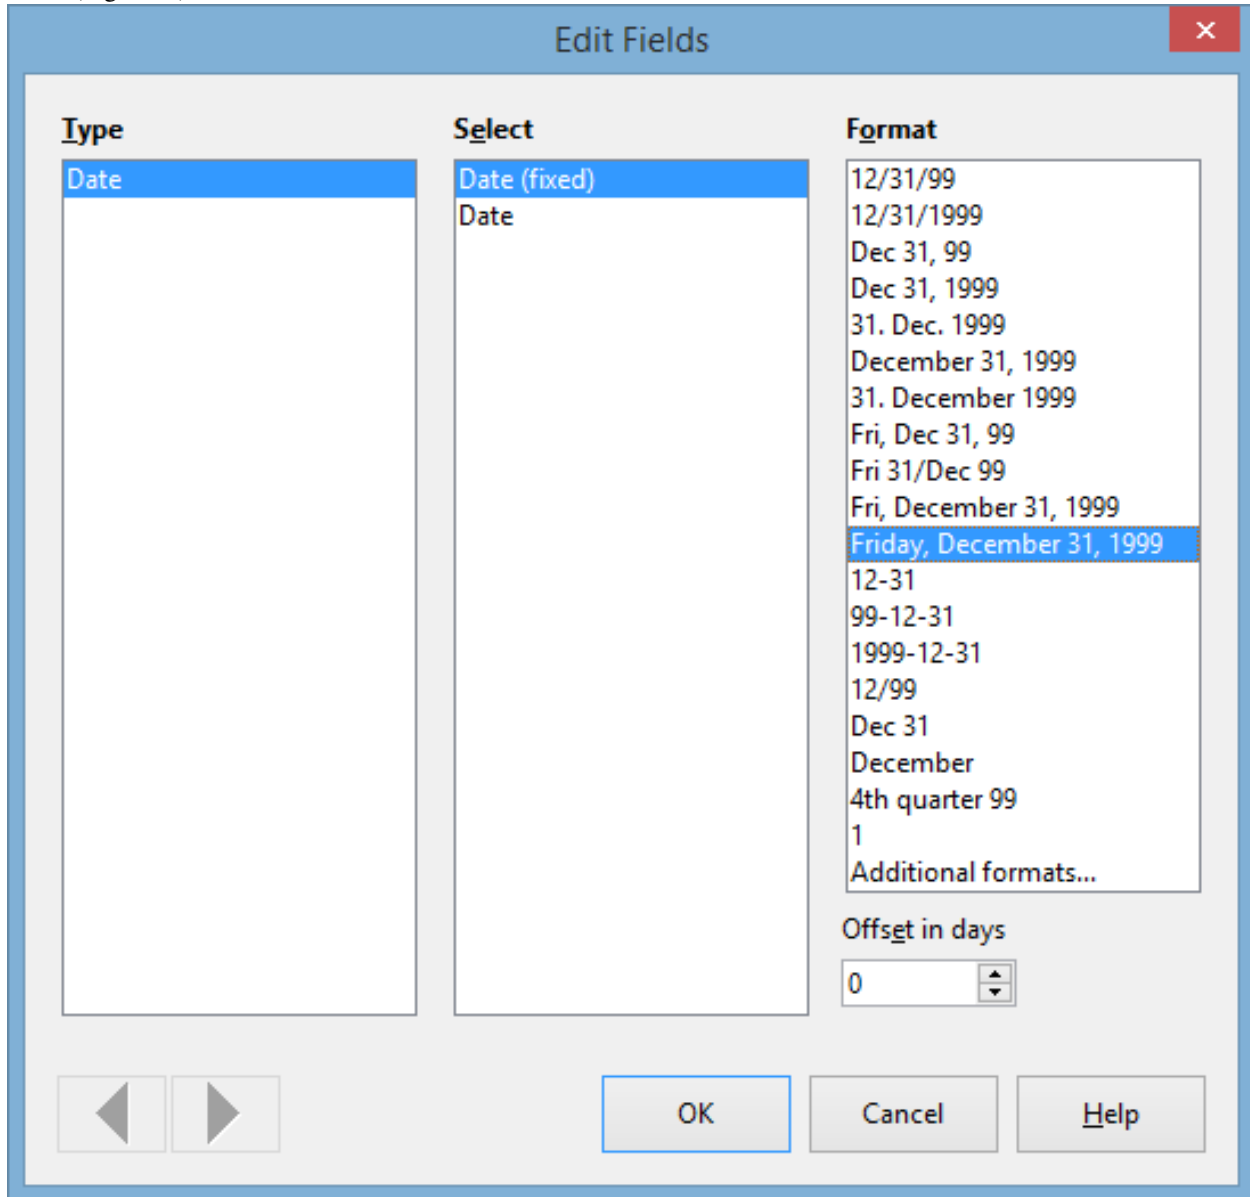 Edit Fields
Type
Date
Select
Date (fixed)
Date
Format
12/31/99
12/31/1999
Dec 31, 99
Dec 31, 1999
31. Dec. 1999
December 31, 1999
31. December 1999
Fri, Dec 31, 99
Fri 31/Dec 99
Fri, December 31, 1999
Friday, December 31, 1999
12-31
99-12-31
1999-12-31
12/99
Dec 31
December
4th quarter 99
1
Additional formats...
Offset in days
0
OK
Cancel
Help